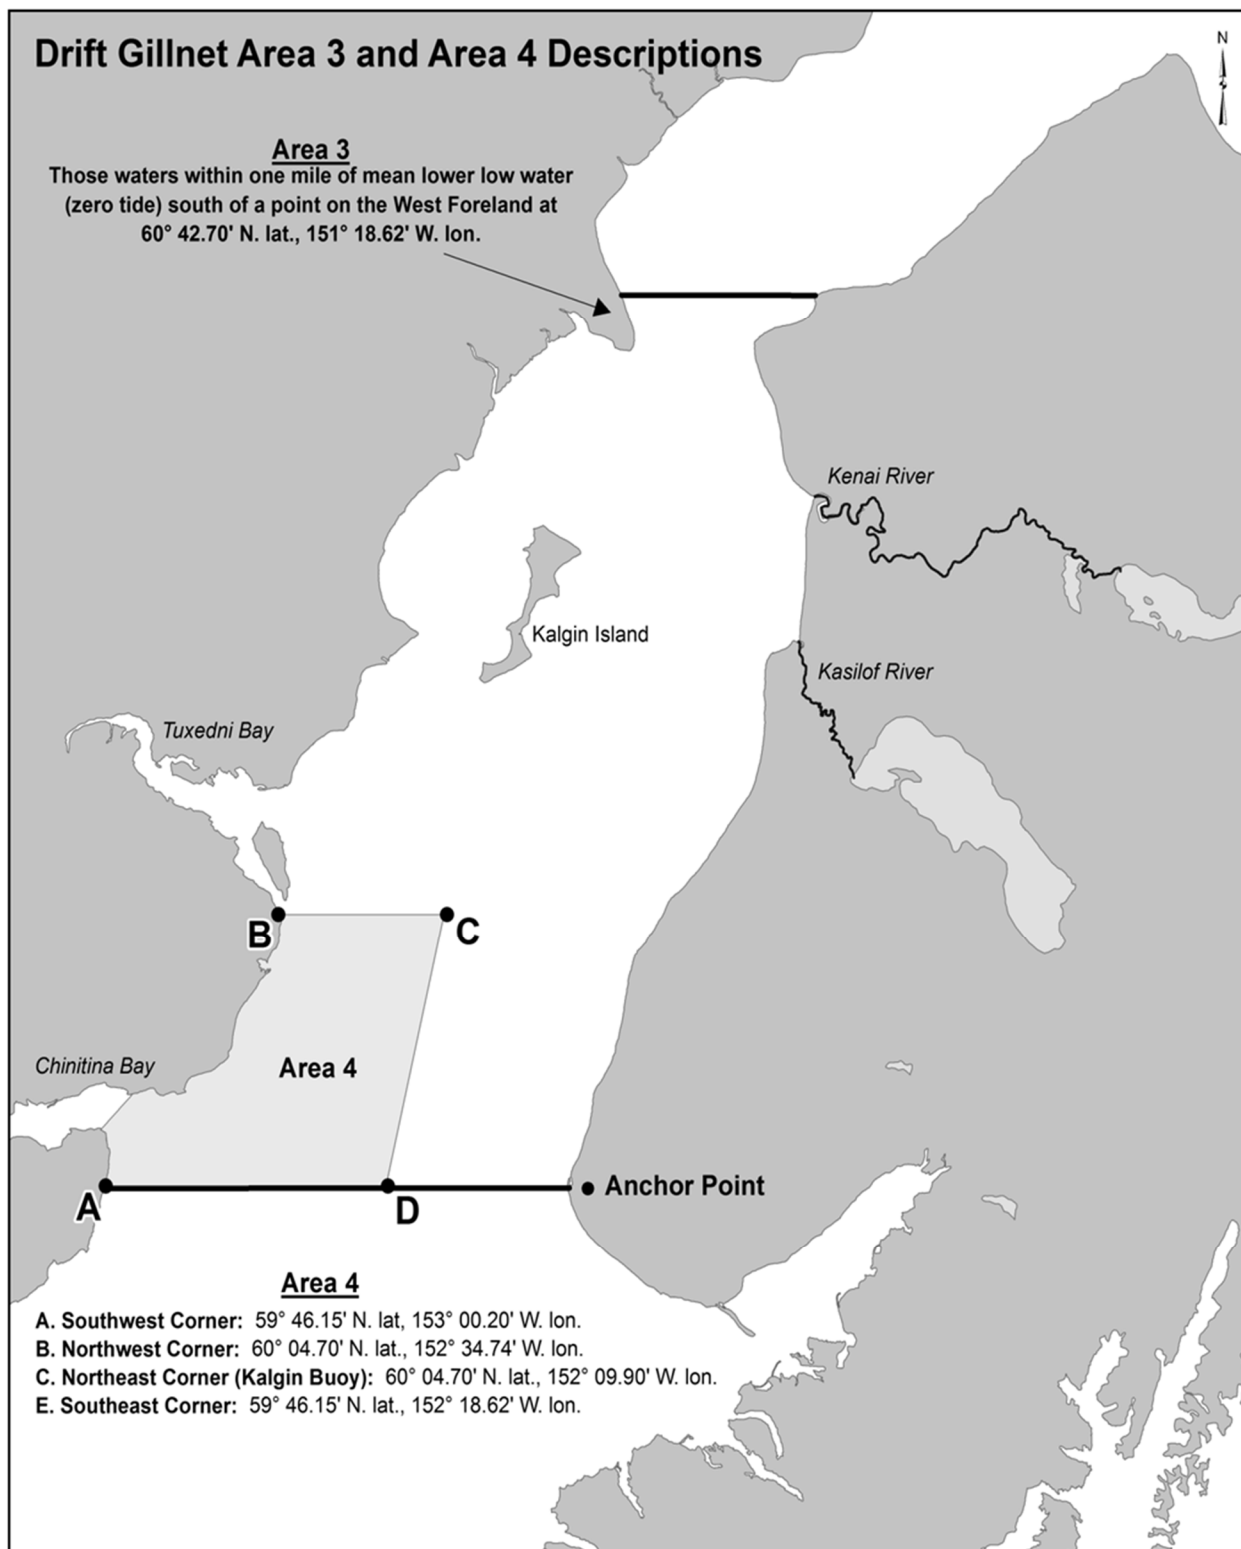 Drift Gillnet Area 3 and Area 4 Descriptions
N
Area 3
Those waters within one mile of mean lower low water
(zero tide) south of a point on the West Foreland at
60° 42.70' N. lat., 151° 18.62' W. lon.
Kenai River
Kalgin Island
Kasilof River
Tuxedni Bay
B
C
Area 4
Chinitina Bay
A
D
Anchor Point
Area 4
A. Southwest Corner: 59° 46.15' N. lat, 153° 00.20' W. lon.
B. Northwest Corner: 60° 04.70' N. lat., 152° 34.74' W. lon.
C. Northeast Corner (Kalgin Buoy): 60° 04.70' N. lat., 152° 09.90' W. lon.
E. Southeast Corner: 59° 46.15' N. lat., 152° 18.62' W. lon.